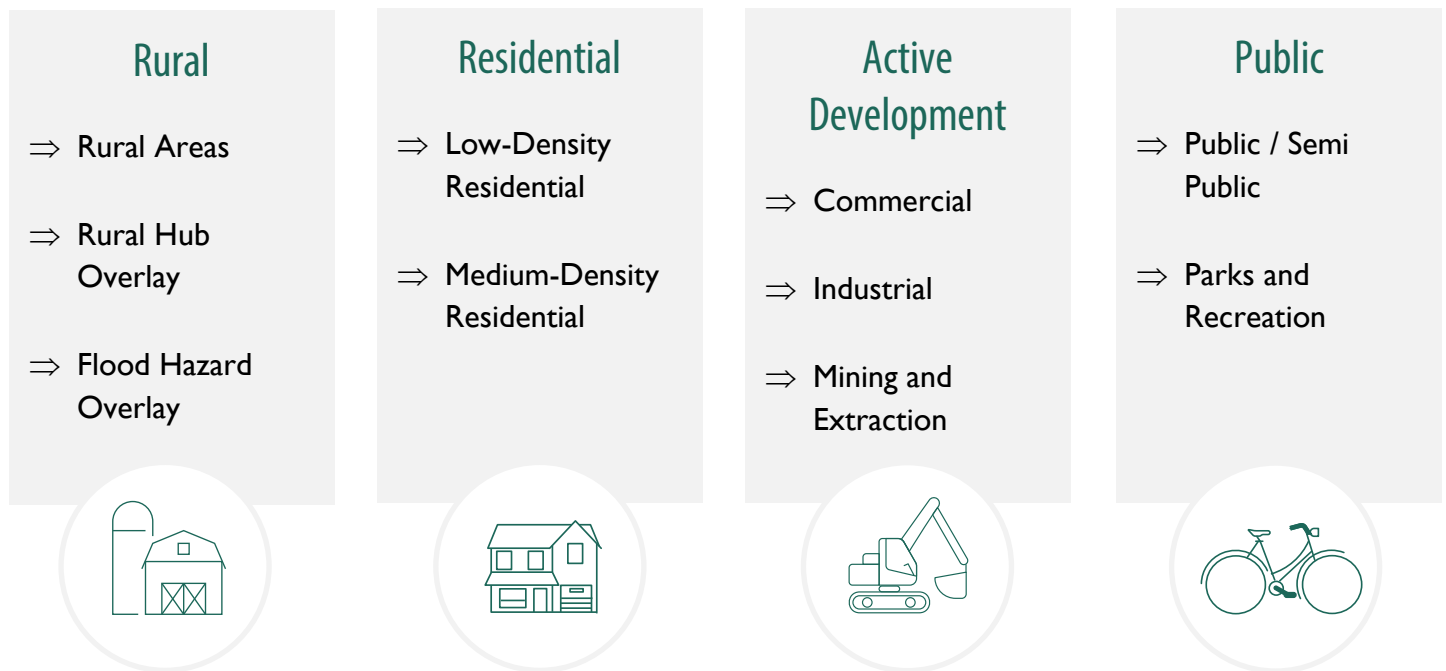 Rural
⇒ Rural Areas
⇒ Rural Hub
Overlay
⇒ Flood Hazard
Overlay
Residential
⇒ Low-Density
Residential
⇒ Medium-Density
Residential
Active
Development
⇒ Commercial
⇒ Industrial
⇒ Mining and
Extraction
Public
⇒ Public / Semi
Public
⇒ Parks and
Recreation